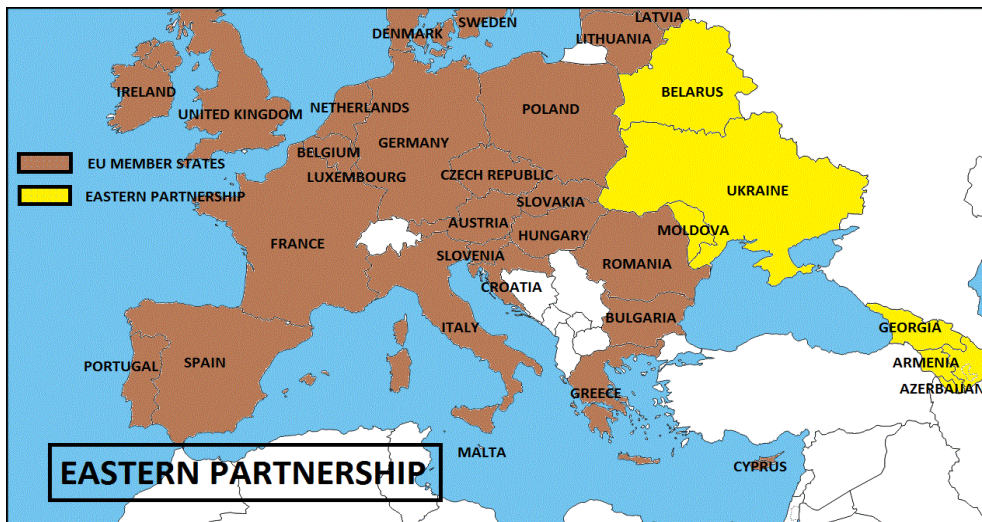 LATVIA
SWEDEN
DENMARK
LITHUANIA
IRELAND
BELARUS
NETHERLANDS
POLAND
UNITED KINGDOM
GERMANY
BELGIUM
EU MEMBER STATES
LUXEMBOURG
CZECH REPUBLIC
UKRAINE
EASTERN PARTNERSHIP
SLOVAKIA
AUSTRIA
MOLDOVA
HUNGARY
FRANCE
SLOVENIA
ROMANIA
CROATIA
BULGARIA
ITALY
GEORGIA
PORTUGAL
SPAIN
ARMENIA
AZERBAIJAN
GREECE
MALTA
CYPRUS
EASTERN PARTNERSHIP